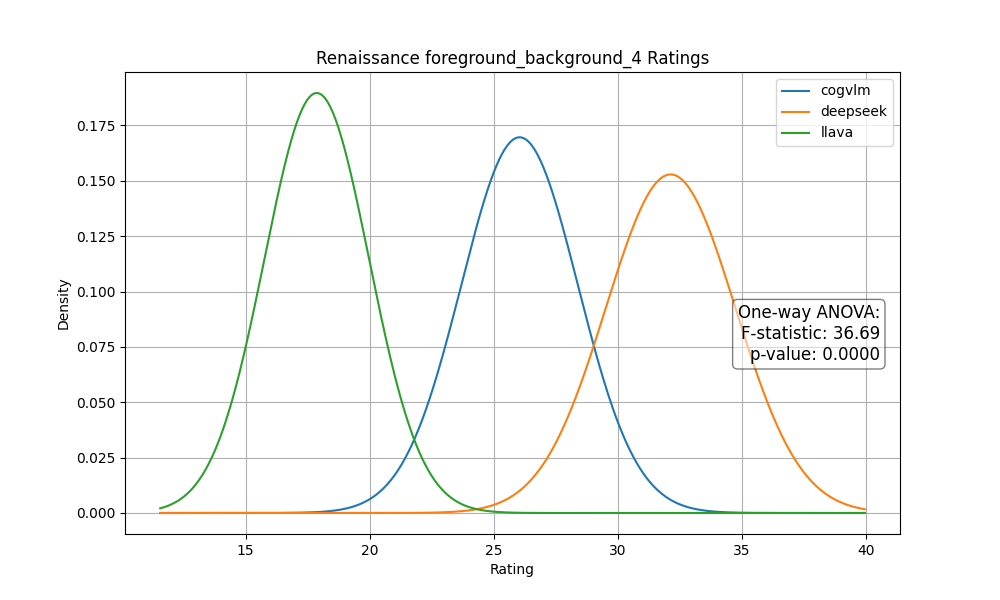 Renaissance foreground_background_4 Ratings
cogvlm
deepseek
llava
0.175
0.150
0.125
0.100
0.075
0.050
0.025
0.000
Density
One-way ANOVA:
F-statistic: 36.69
p-value: 0.0000
15 20 25 30 35 40
Rating